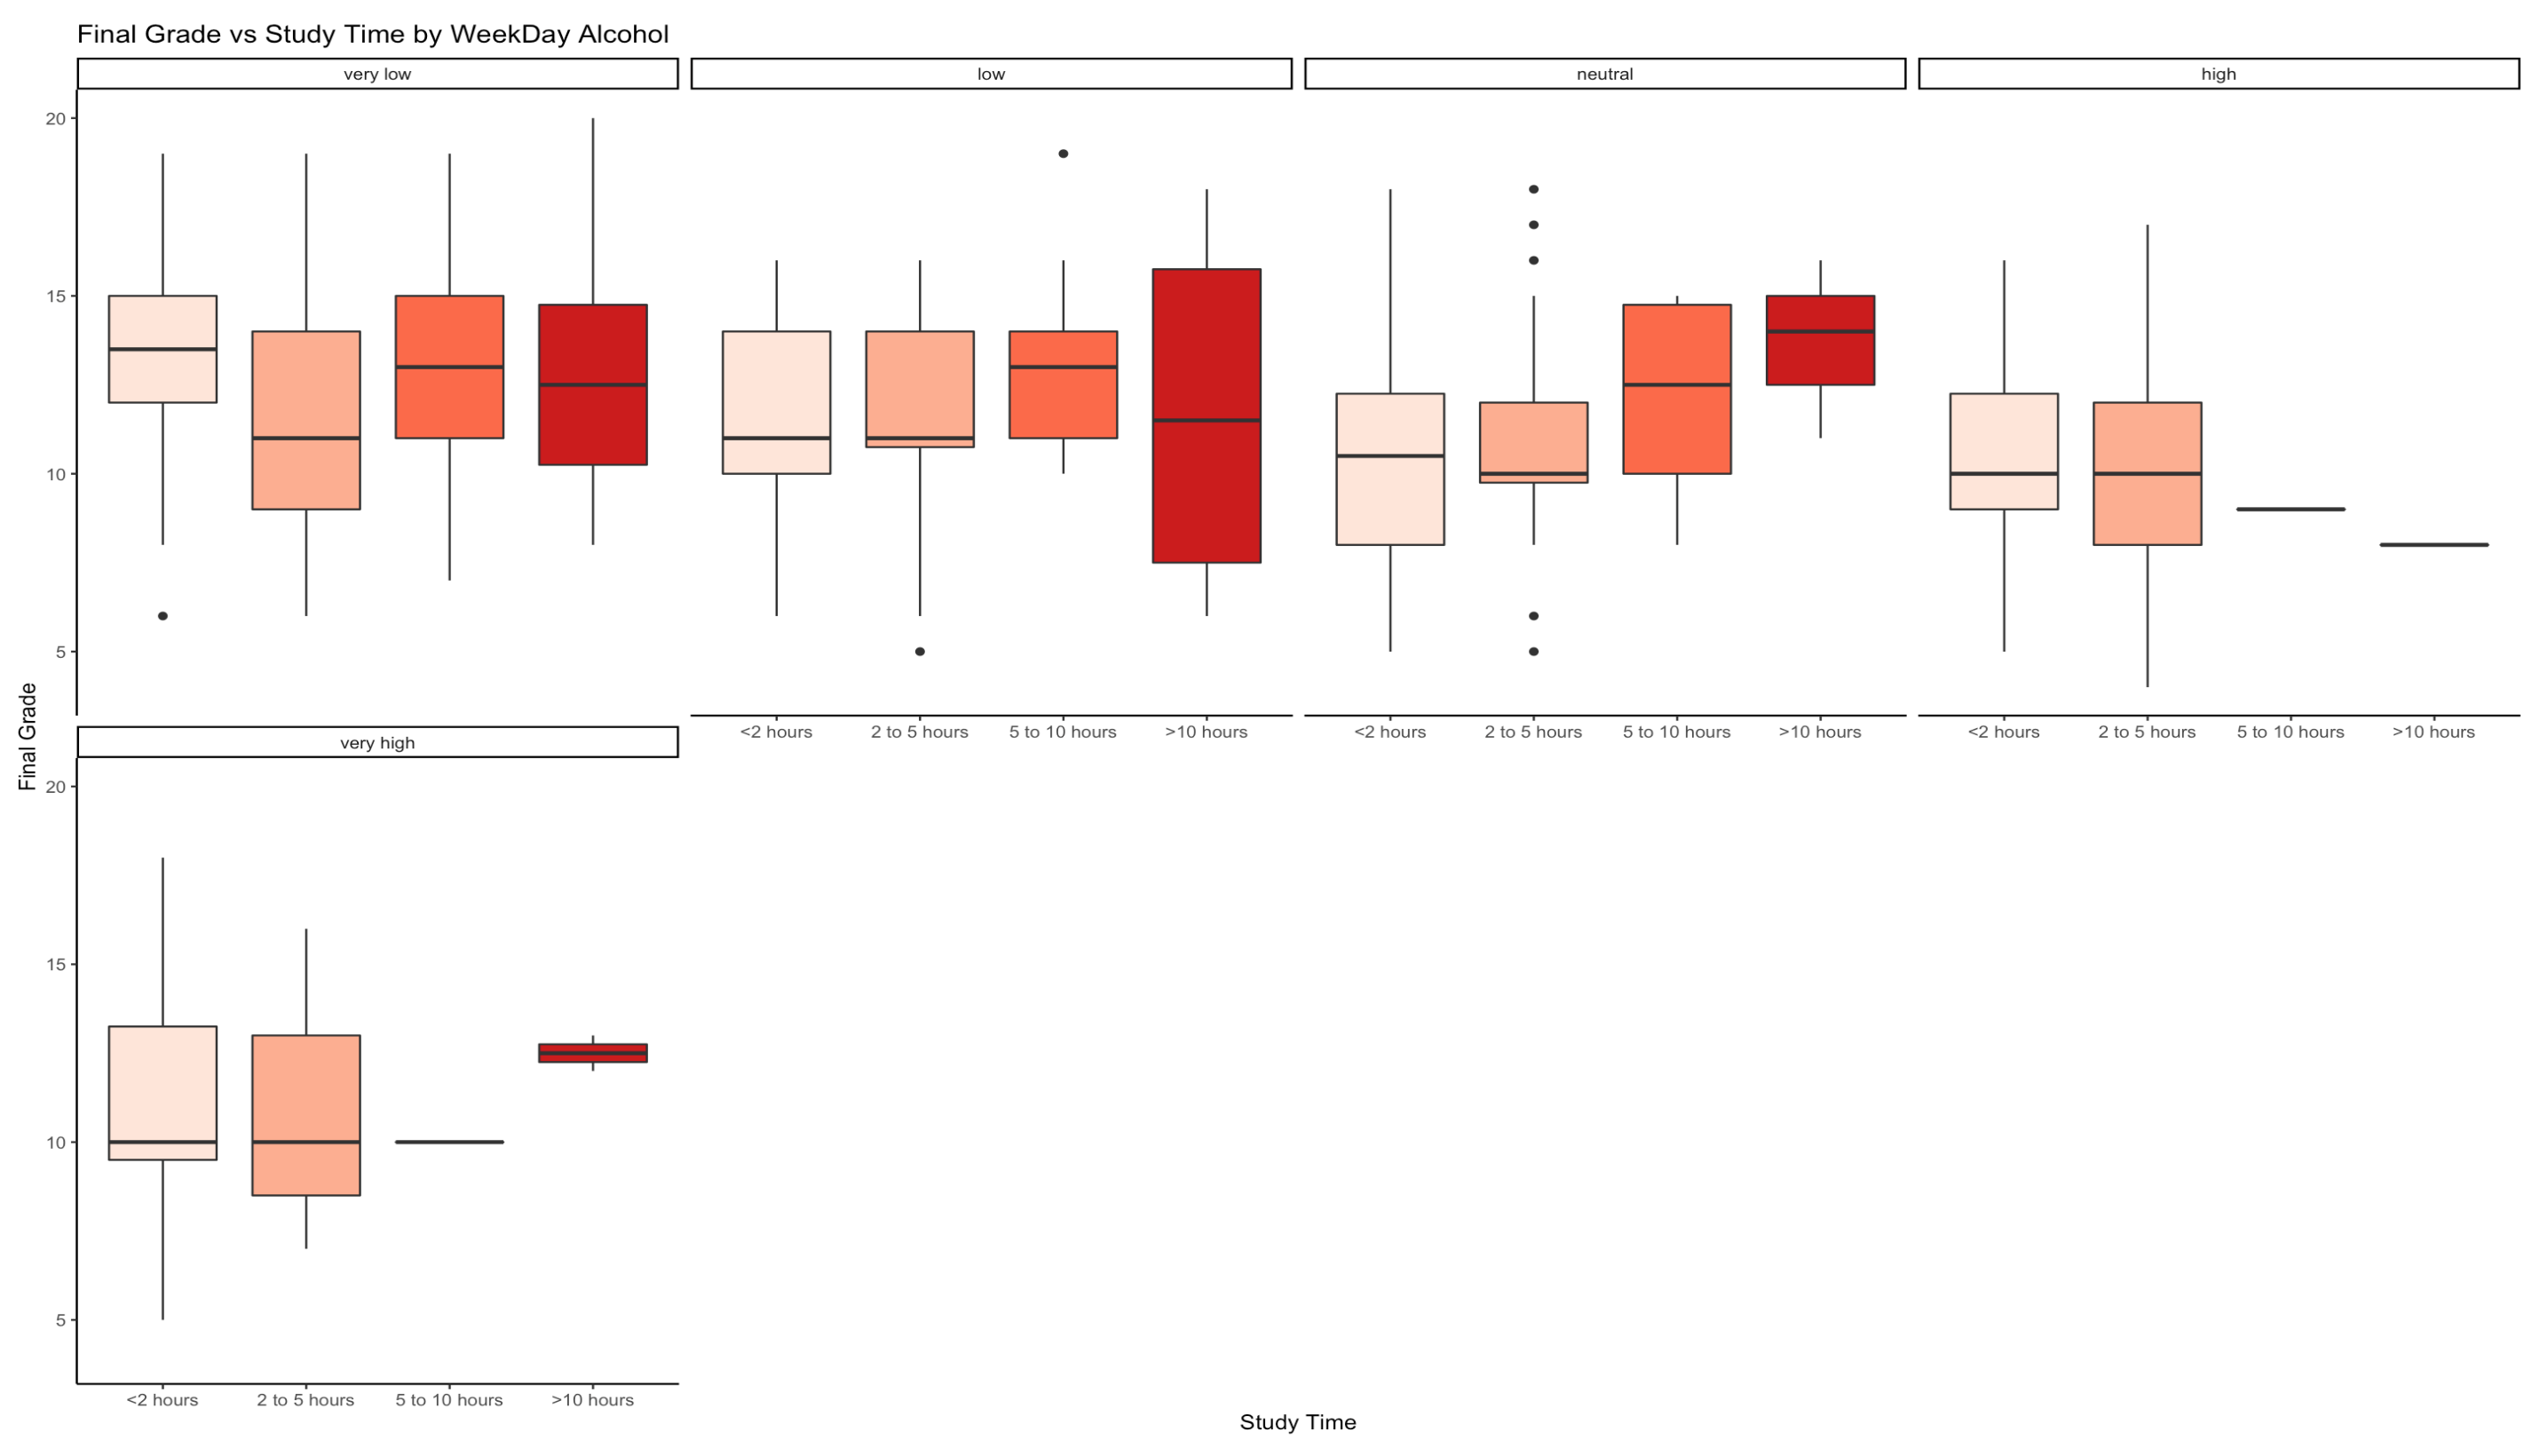 Final Grade vs Study Time by WeekDay Alcohol
very low
low
neutral
high
20
15
10
5
<2 hours
2 to 5 hours
5 to 10 hours
>10 hours
<2 hours
2 to 5 hours
5 to 10 hours
>10 hours
<2 hours
2 to 5 hours
5 to 10 hours
>10 hours
Final Grade
very high
20
15
10
5
<2 hours
2 to 5 hours
5 to 10 hours
>10 hours
Study Time